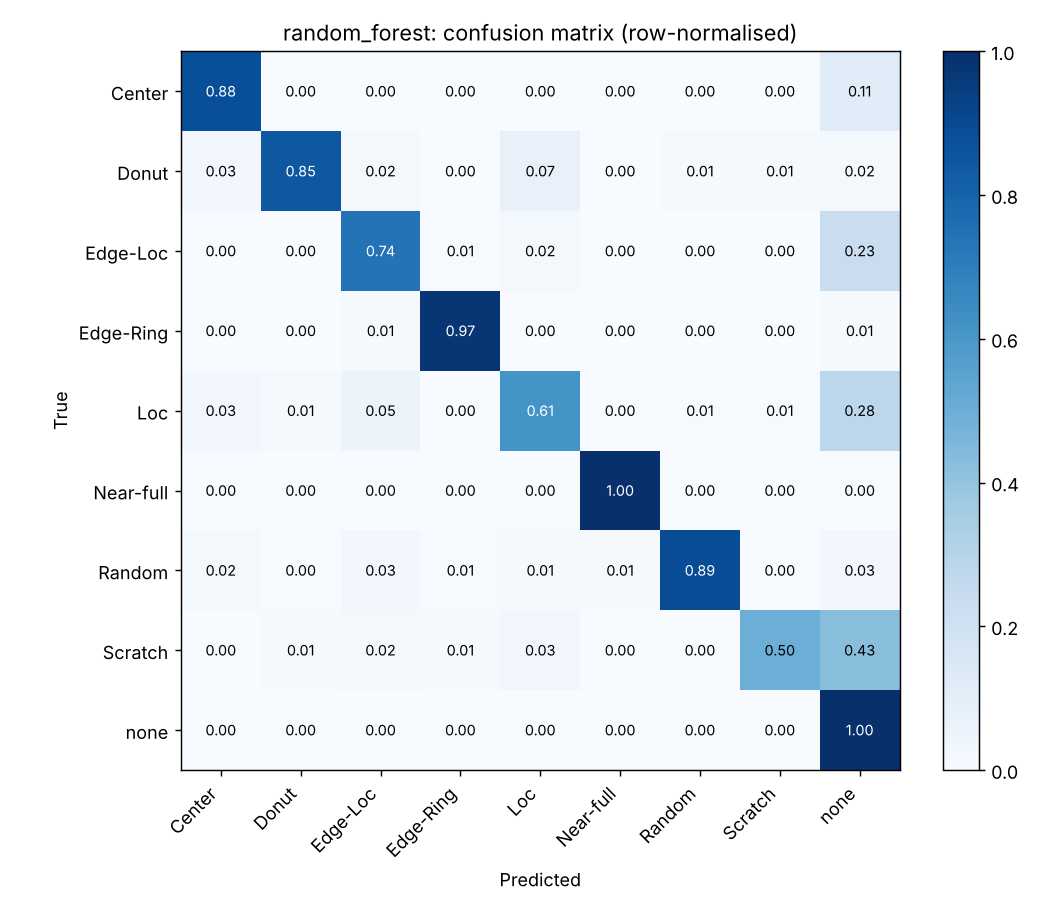 random_forest: confusion matrix (row-normalised)
Center 0.88 0.00 0.00 0.00 0.00 0.00 0.00 0.00 0.11
Donut 0.03 0.85 0.02 0.00 0.07 0.00 0.01 0.01 0.02
Edge-Loc 0.00 0.00 0.74 0.01 0.02 0.00 0.00 0.00 0.23
Edge-Ring 0.00 0.00 0.01 0.97 0.00 0.00 0.00 0.00 0.01
Loc 0.03 0.01 0.05 0.00 0.61 0.00 0.01 0.01 0.28
Near-full 0.00 0.00 0.00 0.00 0.00 1.00 0.00 0.00 0.00
Random 0.02 0.00 0.03 0.01 0.01 0.01 0.89 0.00 0.03
Scratch 0.00 0.01 0.02 0.01 0.03 0.00 0.00 0.50 0.43
none 0.00 0.00 0.00 0.00 0.00 0.00 0.00 0.00 1.00
True
Center Donut Edge-Loc Edge-Ring Loc Near-full Random Scratch none
Predicted
1.0
0.8
0.6
0.4
0.2
0.0